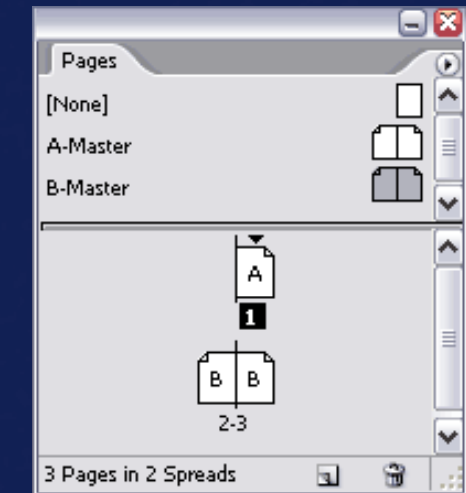 Pages
[None]
A-Master
B-Master
A
1
B B
2-3
3 Pages in 2 Spreads